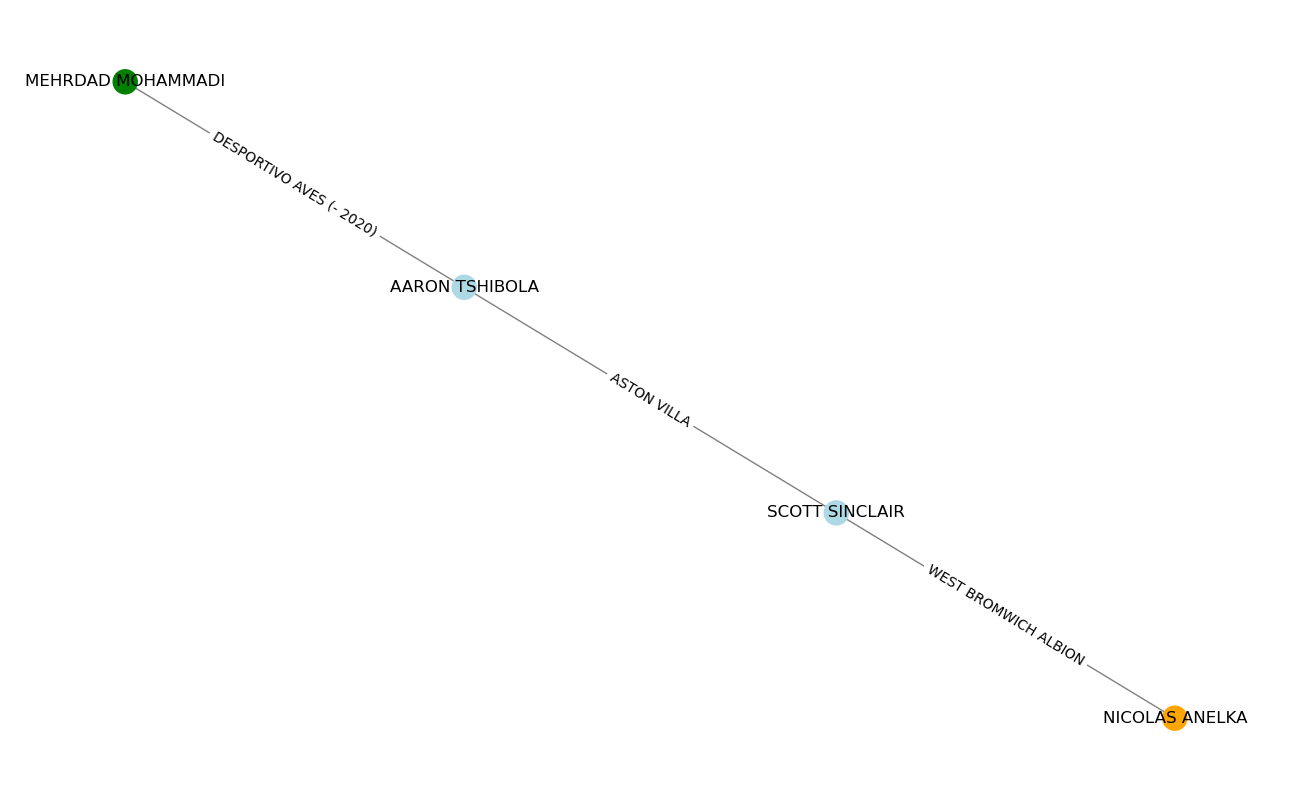 MEHRDAD MOHAMMADI
DESPORTIVO AVES (- 2020)
AARON TSHIBOLA
ASTON VILLA
SCOTT SINCLAIR
WEST BROMWICH ALBION
NICOLAS ANELKA